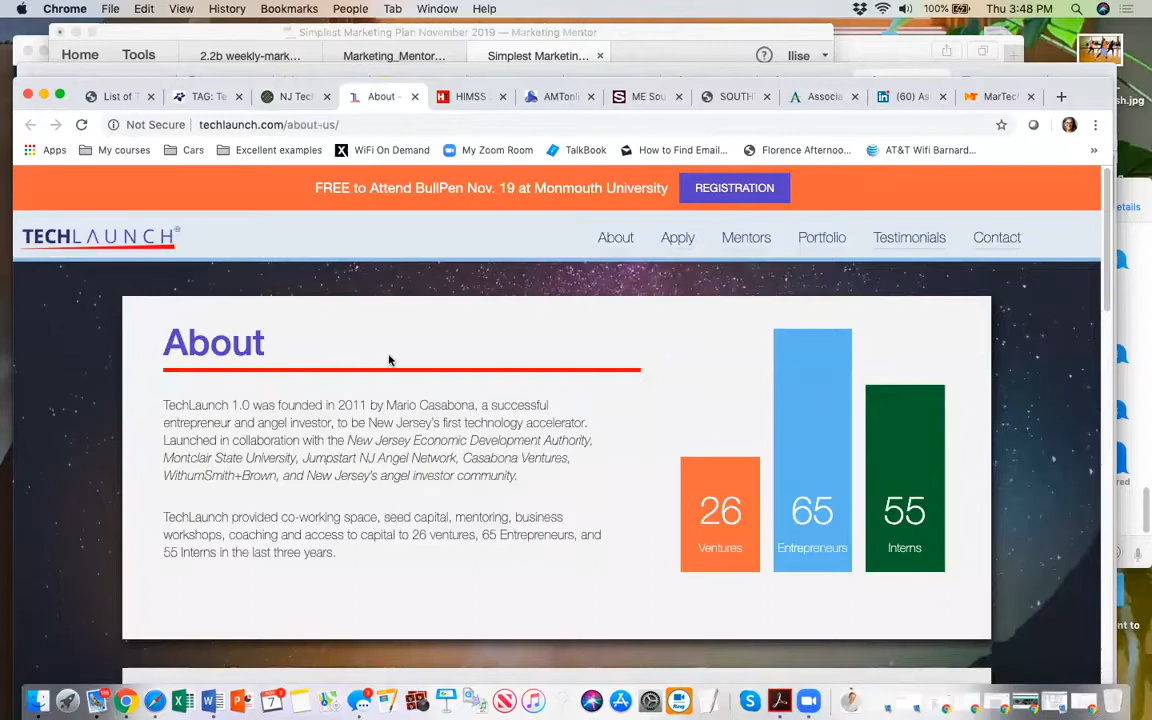 Chrome File Edit View History Bookmarks People Tab Window Help 100% Thu 3:48 PM
Simplest Marketing Plan November 2019 — Marketing Mentor
Home Tools 2.2b weekly-mark... Marketing_Mentor... Simplest Marketin... × ? Ilise
sh.jpg
List of T × TAG: Te × NJ Tec × About - × HIMSS × AMTonl × ME Sou × SOUTH × Associa × (60) As × MarTec × +
Not Secure | techlaunch.com/about-us/
Apps My courses Cars Excellent examples WiFi On Demand My Zoom Room TalkBook How to Find Email... Florence Afternoo... AT&T Wifi Barnard... »
FREE to Attend BullPen Nov. 19 at Monmouth University REGISTRATION
etails
TECHLAUNCH® About Apply Mentors Portfolio Testimonials Contact
About
TechLaunch 1.0 was founded in 2011 by Mario Casabona, a successful
entrepreneur and angel investor, to be New Jersey's first technology accelerator.
Launched in collaboration with the New Jersey Economic Development Authority,
Montclair State University, Jumpstart NJ Angel Network, Casabona Ventures,
WithumSmith+Brown, and New Jersey's angel investor community.
TechLaunch provided co-working space, seed capital, mentoring, business
workshops, coaching and access to capital to 26 ventures, 65 Entrepreneurs, and
55 Interns in the last three years.
26 65 55
Ventures Entrepreneurs Interns
red
nt to